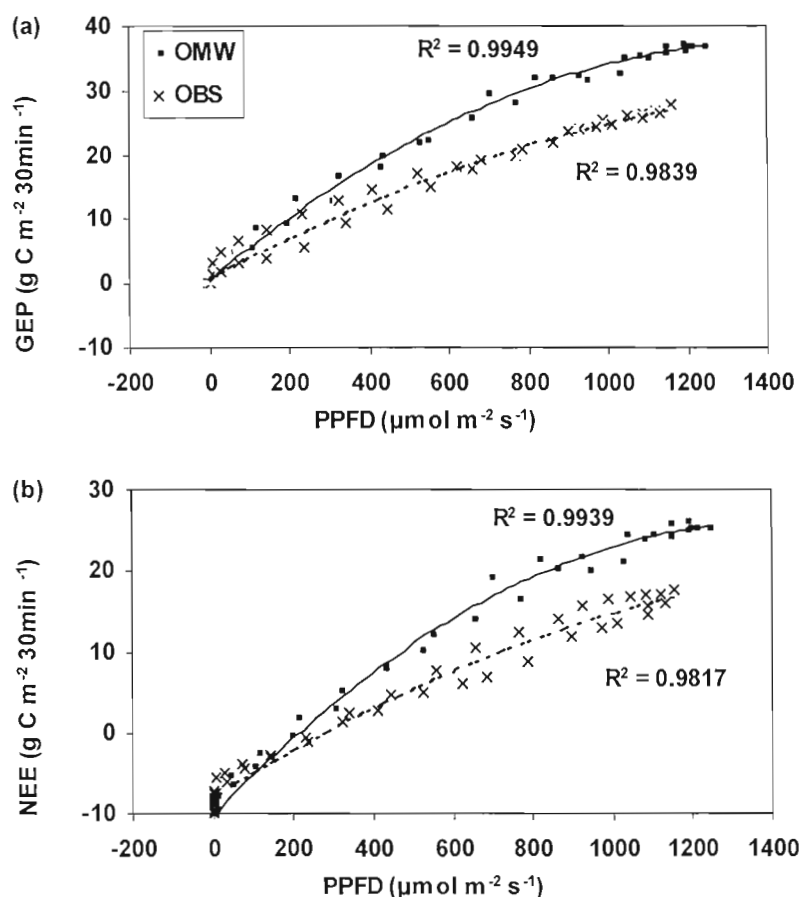 (a)
OMW
OBS
R² = 0.9949
R² = 0.9839
40
30
20
10
0
-10
GEP (g C m⁻² 30min ⁻¹)
-200 0 200 400 600 800 1000 1200 1400
PPFD (µmol m⁻² s⁻¹)
(b)
R² = 0.9939
R² = 0.9817
30
20
10
0
-10
NEE (g C m⁻² 30min ⁻¹)
-200 0 200 400 600 800 1000 1200 1400
PPFD (µmol m⁻² s⁻¹)